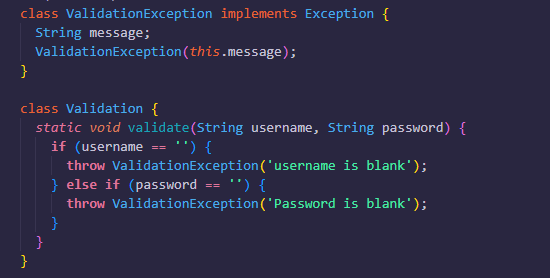 class ValidationException implements Exception {
  String message;
  ValidationException(this.message);
}

class Validation {
  static void validate(String username, String password) {
    if (username == '') {
      throw ValidationException('username is blank');
    } else if (password == '') {
      throw ValidationException('Password is blank');
    }
  }
}